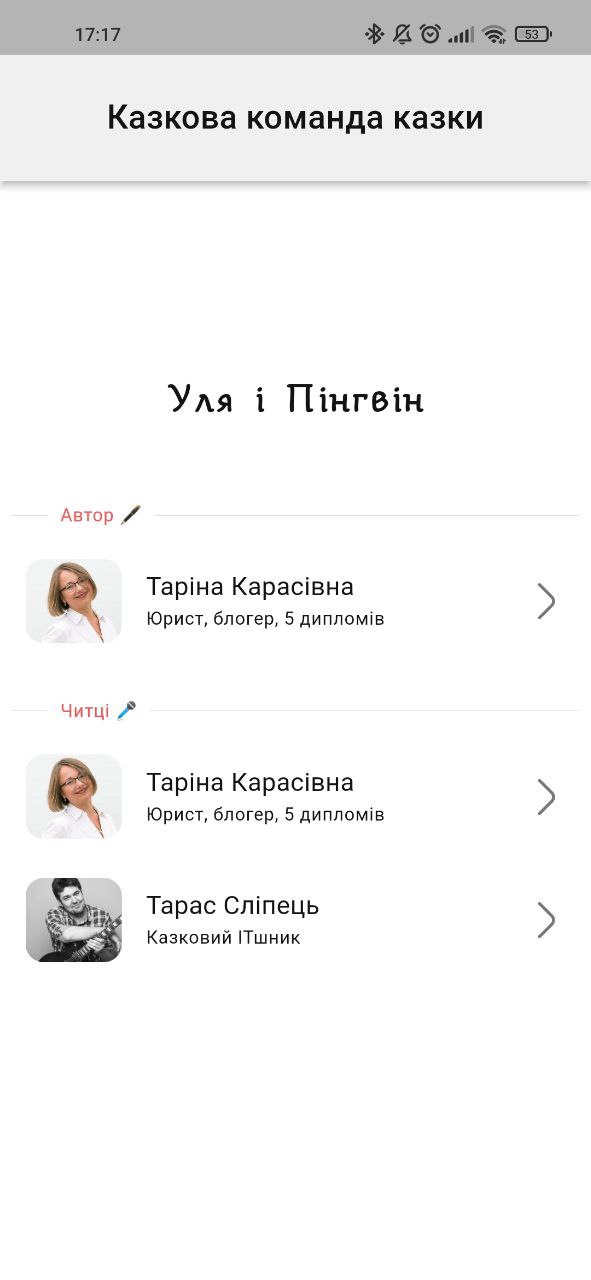 17:17
53
Казкова команда казки
Уля і Пінгвін
Автор
Таріна Карасівна
Юрист, блогер, 5 дипломів
Читці
Таріна Карасівна
Юрист, блогер, 5 дипломів
Тарас Сліпець
Казковий ІТшник